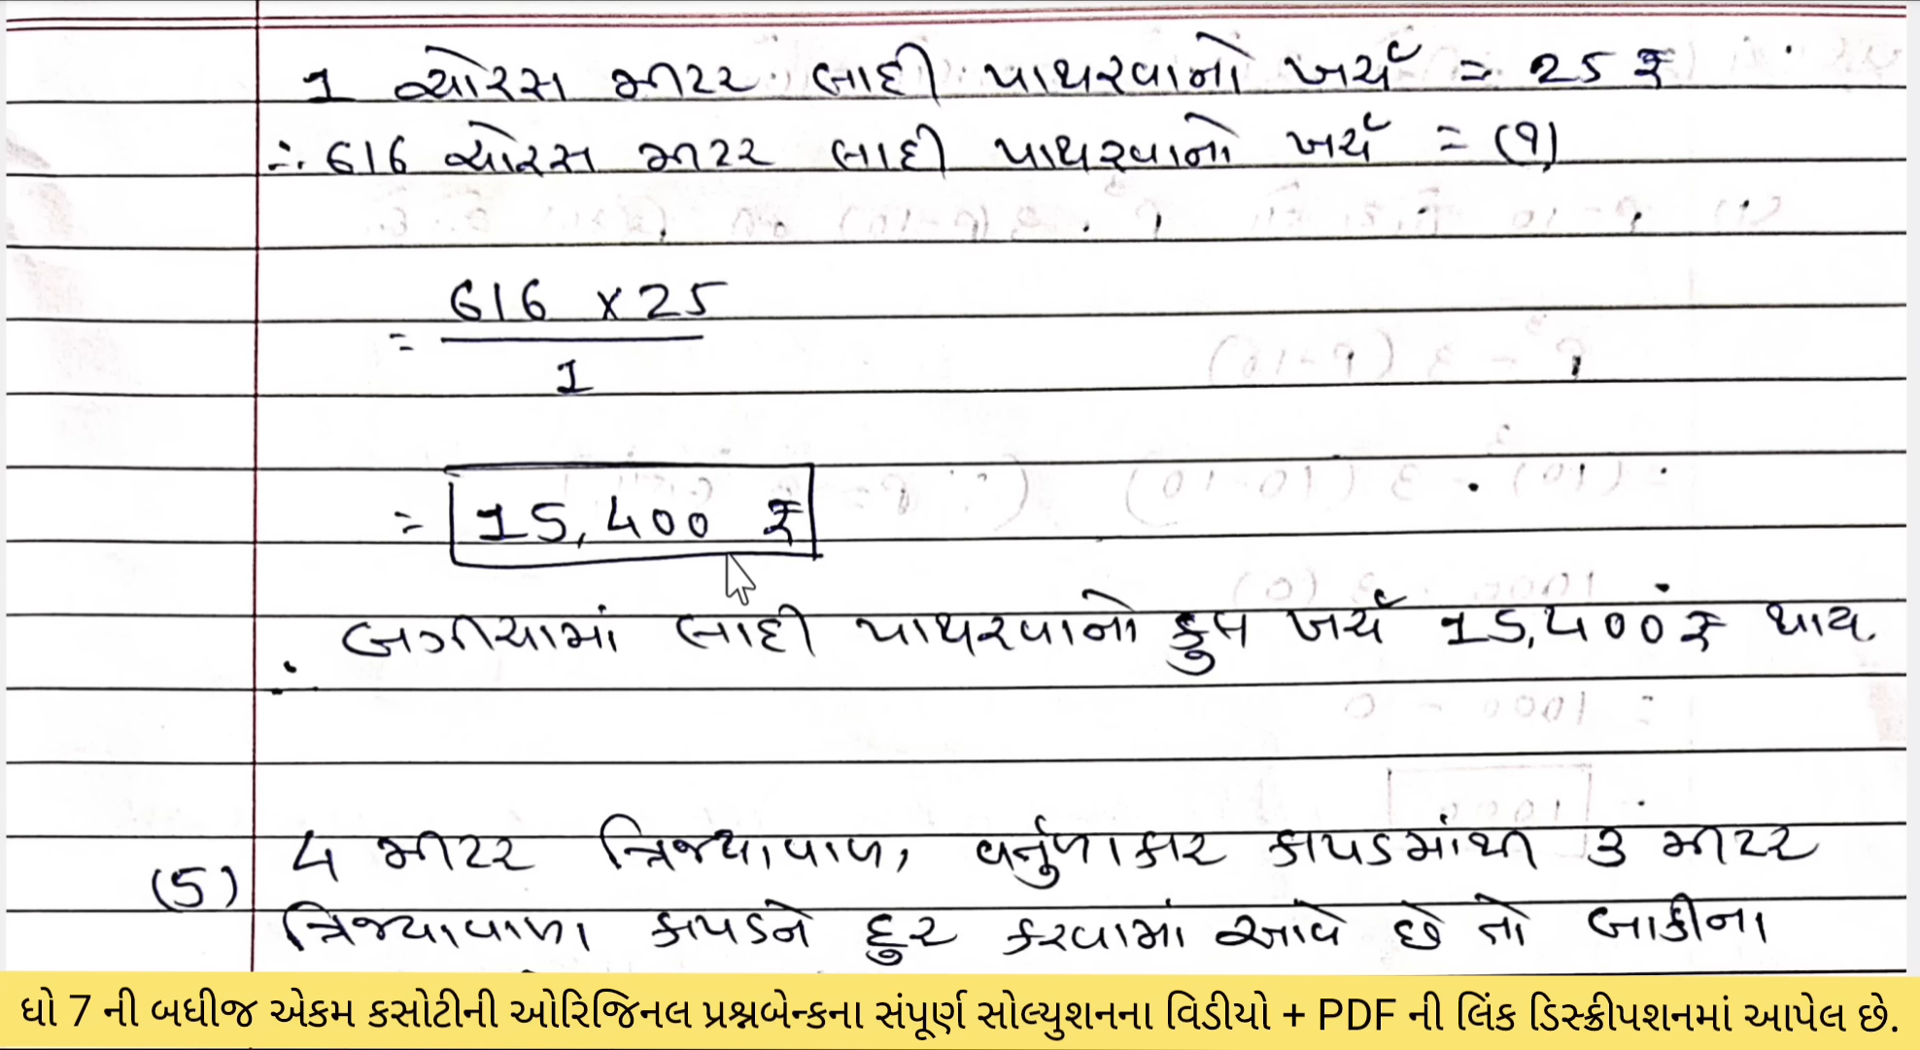 1 ચોરસ મીટર લાદી પાથરવાનો ખર્ચ = 25 ₹
∴ 616 ચોરસ મીટર લાદી પાથરવાનો ખર્ચ = (?)
616 × 25
=
1
= 15,400 ₹
∴ બગીચામાં લાદી પાથરવાનો કુલ ખર્ચ 15,400 ₹ થાય.
(5) 4 મીટર ત્રિજ્યાવાળા વર્તુળાકાર કાપડમાંથી 3 મીટર
ત્રિજ્યાવાળા કાપડને દુર કરવામાં આવે છે તો બાકીના
ધો 7 ની બધીજ એકમ કસોટીની ઓરિજિનલ પ્રશ્નબેન્કના સંપૂર્ણ સોલ્યુશનના વિડીયો + PDF ની લિંક ડિસ્ક્રીપશનમાં આપેલ છે.